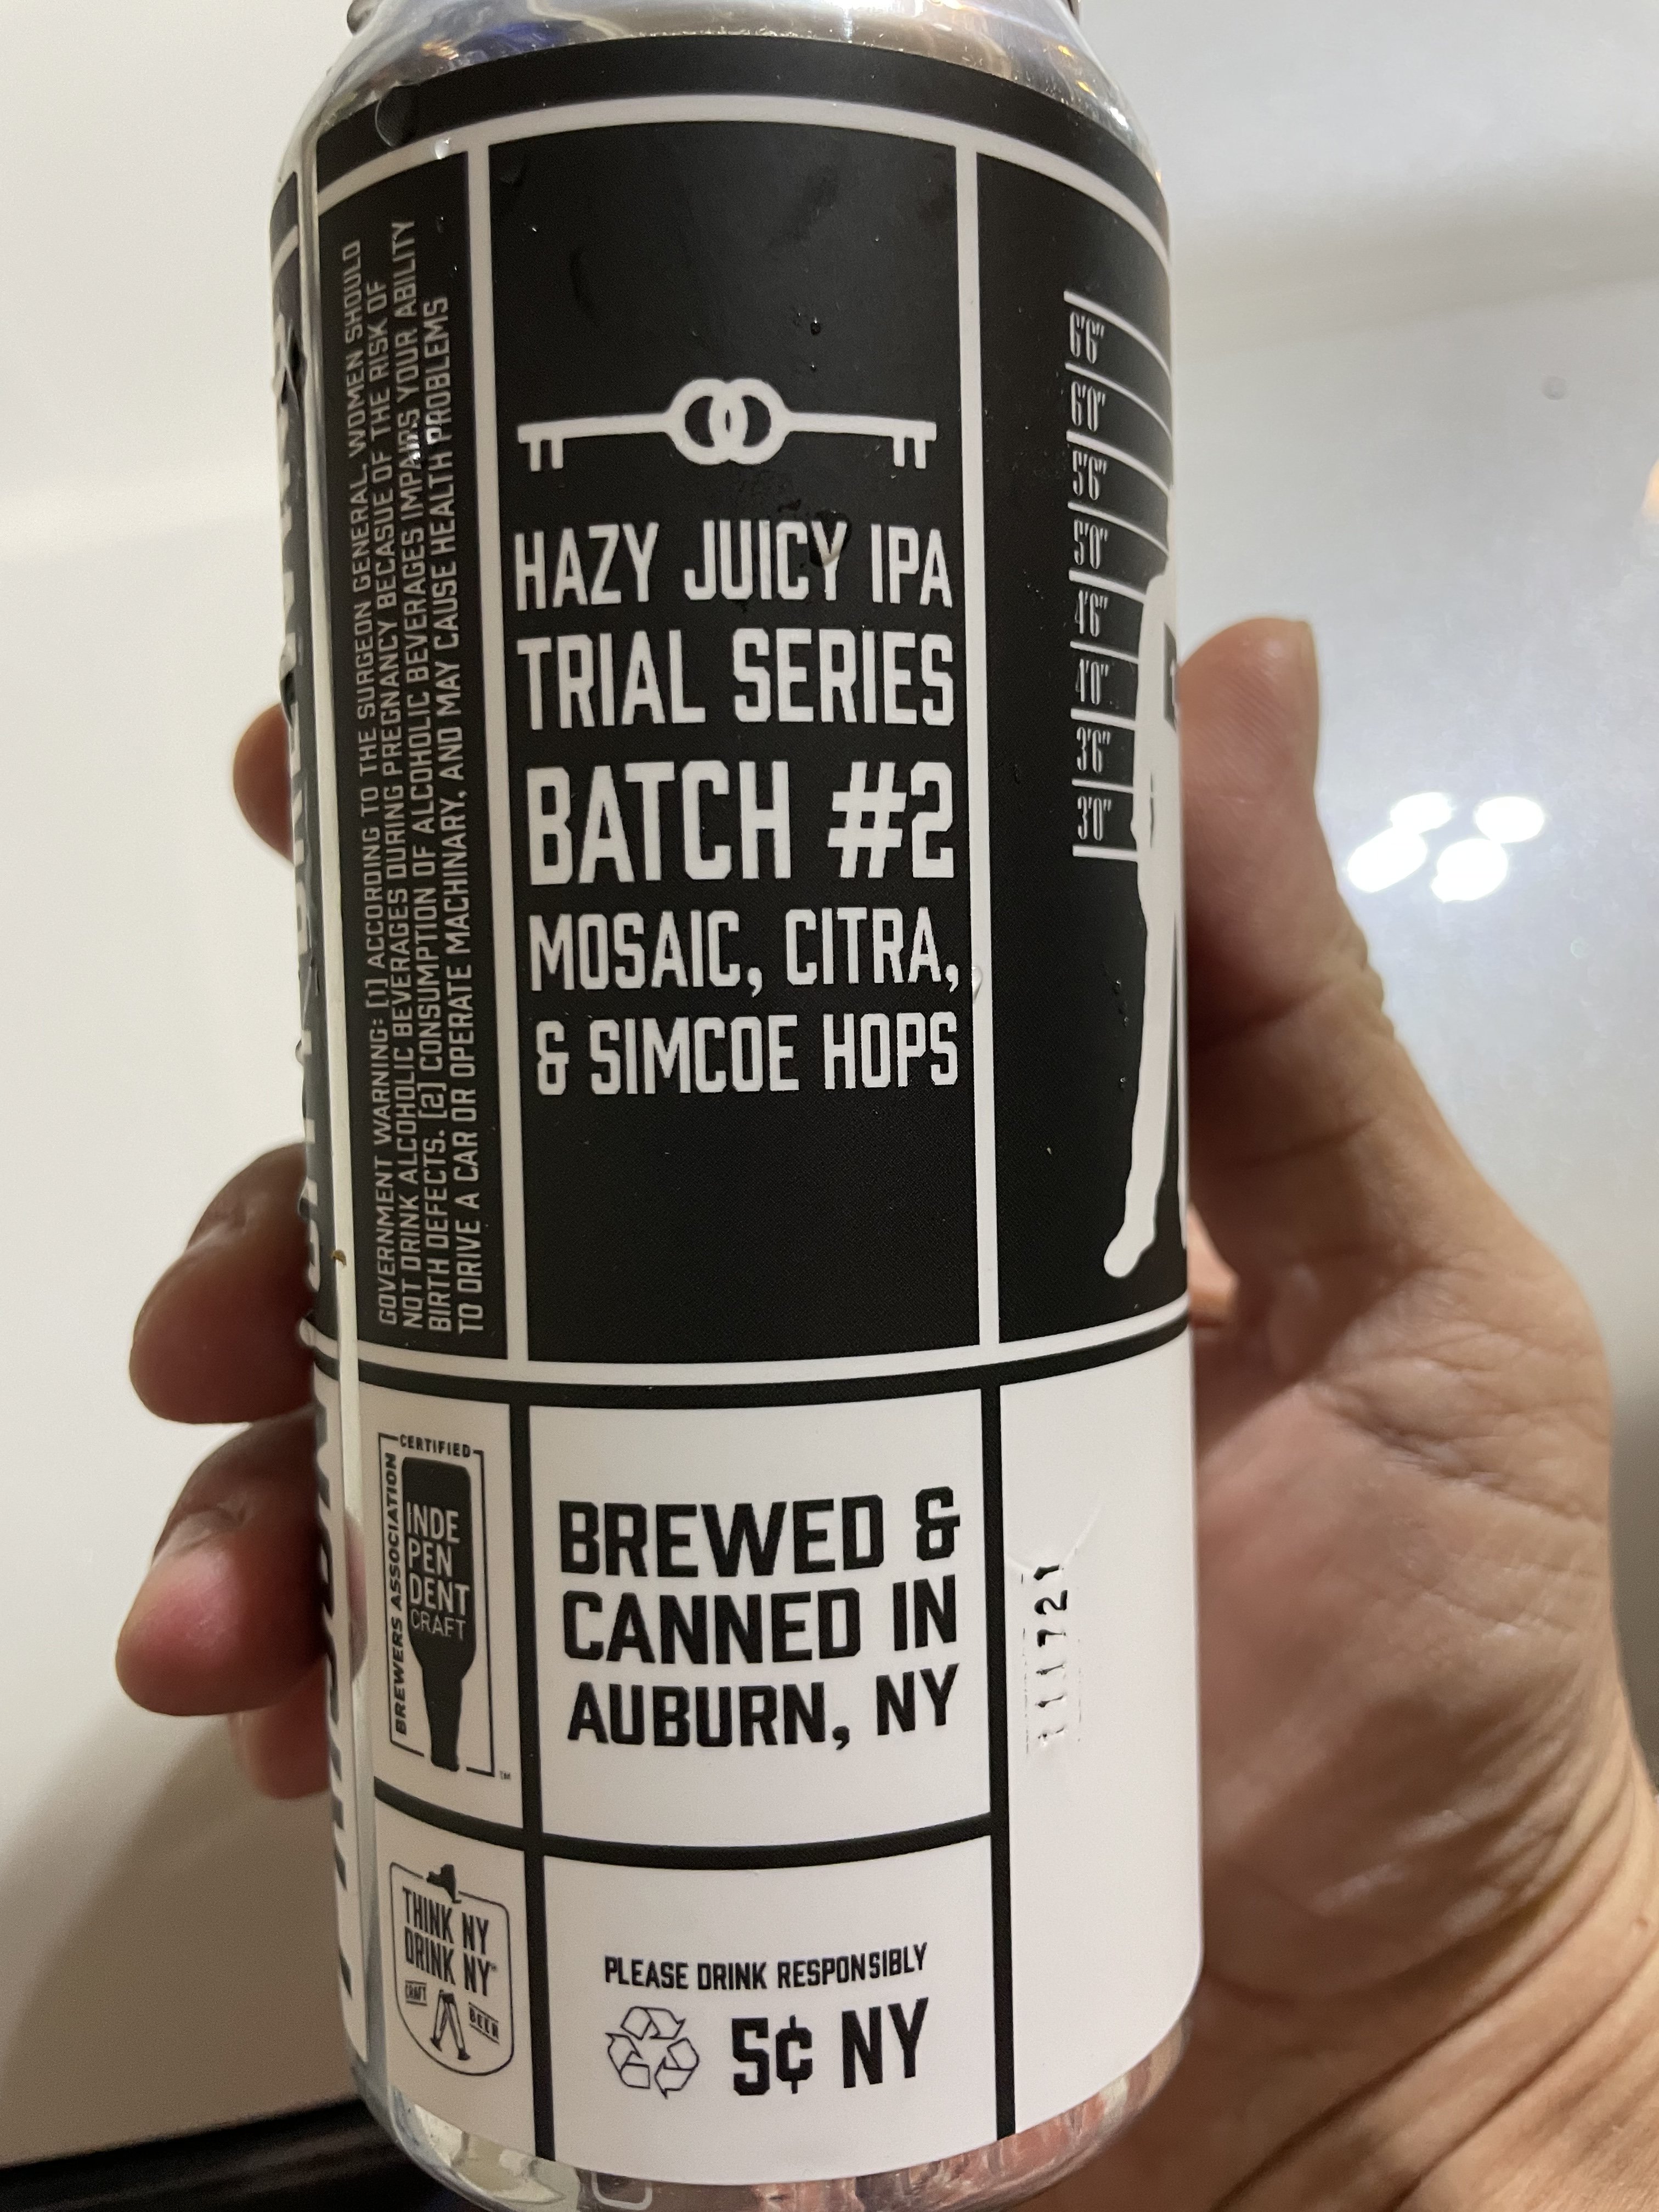 GOVERNMENT WARNING: [1] ACCORDING TO THE SURGEON GENERAL, WOMEN SHOULD
NOT DRINK ALCOHOLIC BEVERAGES DURING PREGNANCY BECASUE OF THE RISK OF
BIRTH DEFECTS. [2] CONSUMPTION OF ALCOHOLIC BEVERAGES IMPAIRS YOUR ABILITY
TO DRIVE A CAR OR OPERATE MACHINARY, AND MAY CAUSE HEALTH PROBLEMS
HAZY JUICY IPA
TRIAL SERIES
BATCH #2
MOSAIC, CITRA,
& SIMCOE HOPS
6'6"
6'0"
5'6"
5'0"
4'6"
4'0"
3'6"
3'0"
CERTIFIED
BREWERS ASSOCIATION
INDE
PEN
DENT
CRAFT
TM
BREWED &
CANNED IN
AUBURN, NY
111721
THINK NY
DRINK NY
CRAFT
BEER
PLEASE DRINK RESPONSIBLY
5¢ NY